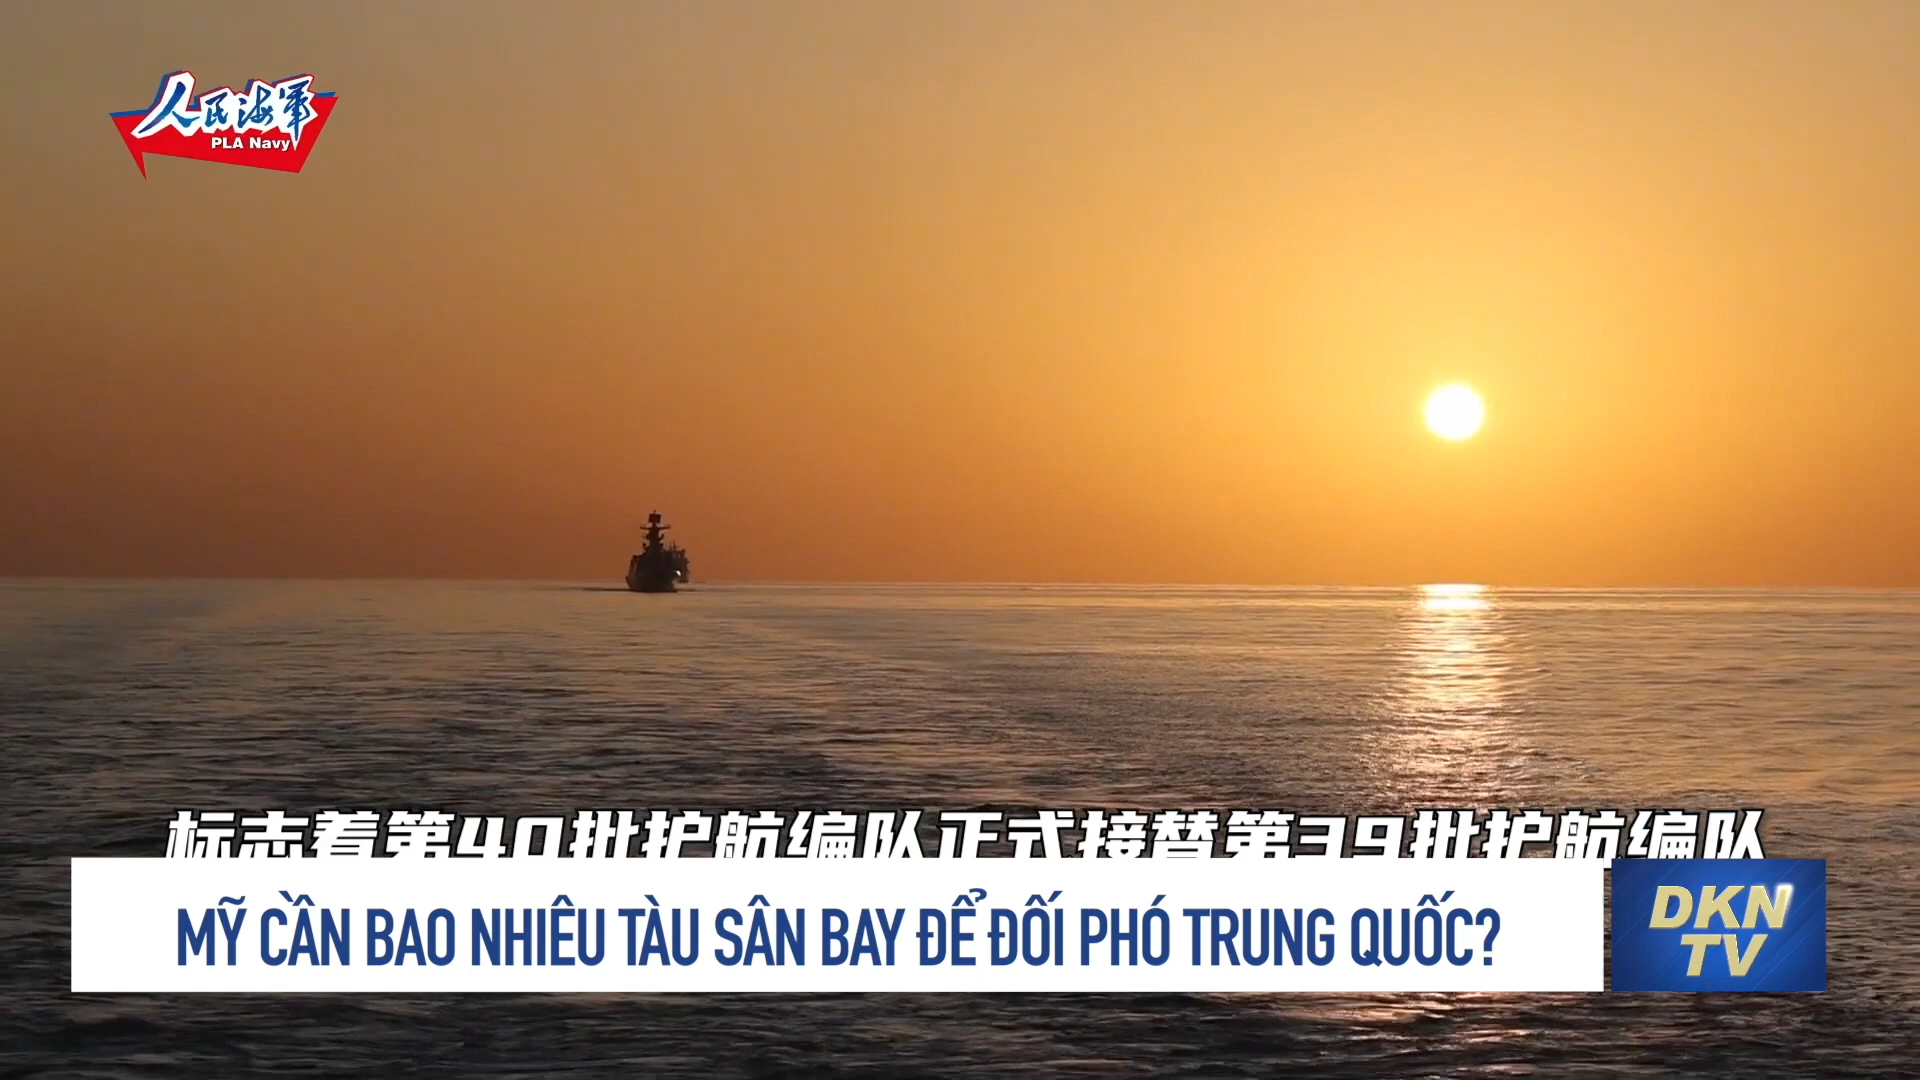 人民海军
PLA Navy
标志着第40批护航编队正式接替第39批护航编队
MỸ CẦN BAO NHIÊU TÀU SÂN BAY ĐỂ ĐỐI PHÓ TRUNG QUỐC?
DKN
TV